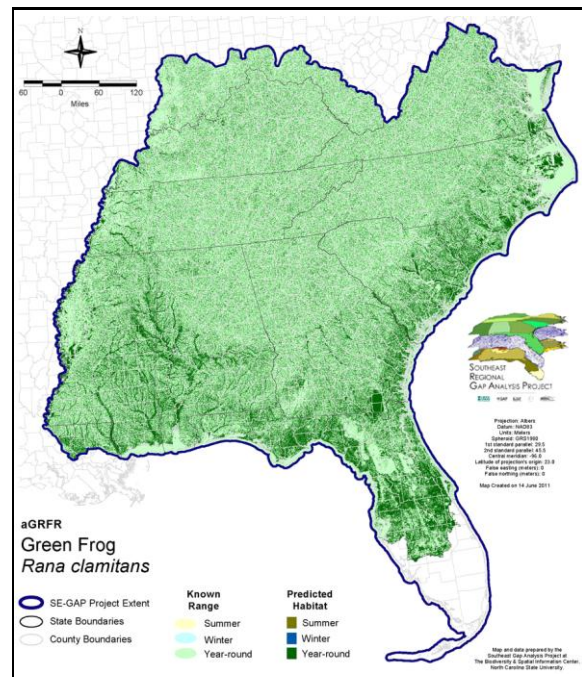 60 0 60 120
Miles
SOUTHEAST
REGIONAL
GAP ANALYSIS PROJECT
Projection: Albers
Datum: NAD83
Units: Meters
Spheroid: GRS1980
1st standard parallel: 29.5
2nd standard parallel: 45.5
Central meridian: -96.0
Latitude of projection's origin: 23.0
False easting (meters): 0
False northing (meters): 0
Map Created on 14 June 2011
aGRFR
Green Frog
Rana clamitans
SE-GAP Project Extent
State Boundaries
County Boundaries
Known
Range
Summer
Winter
Year-round
Predicted
Habitat
Summer
Winter
Year-round
Map and data prepared by the
Southeast Gap Analysis Project at
The Biodiversity & Spatial Information Center,
North Carolina State University.